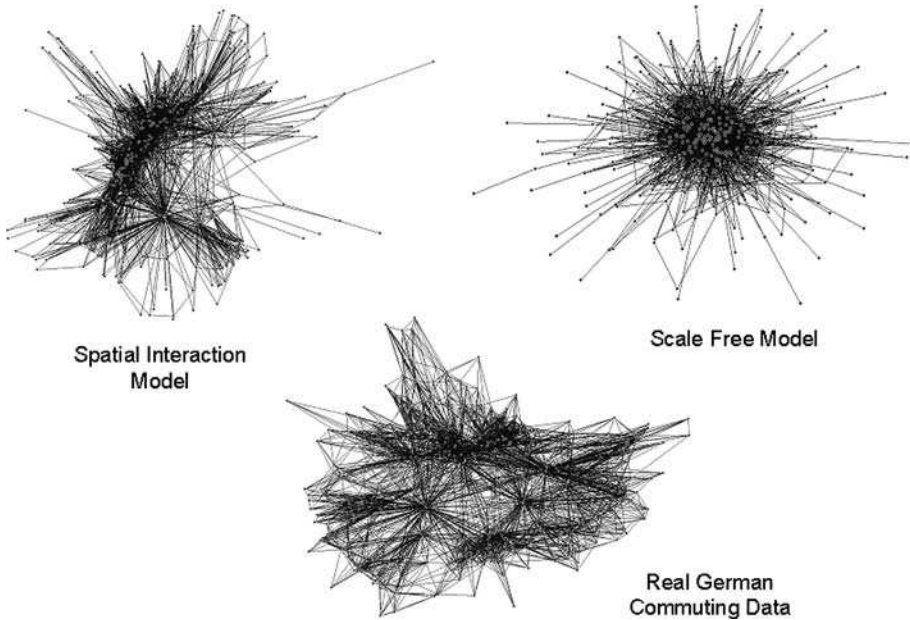 Spatial Interaction
Model
Scale Free Model
Real German
Commuting Data